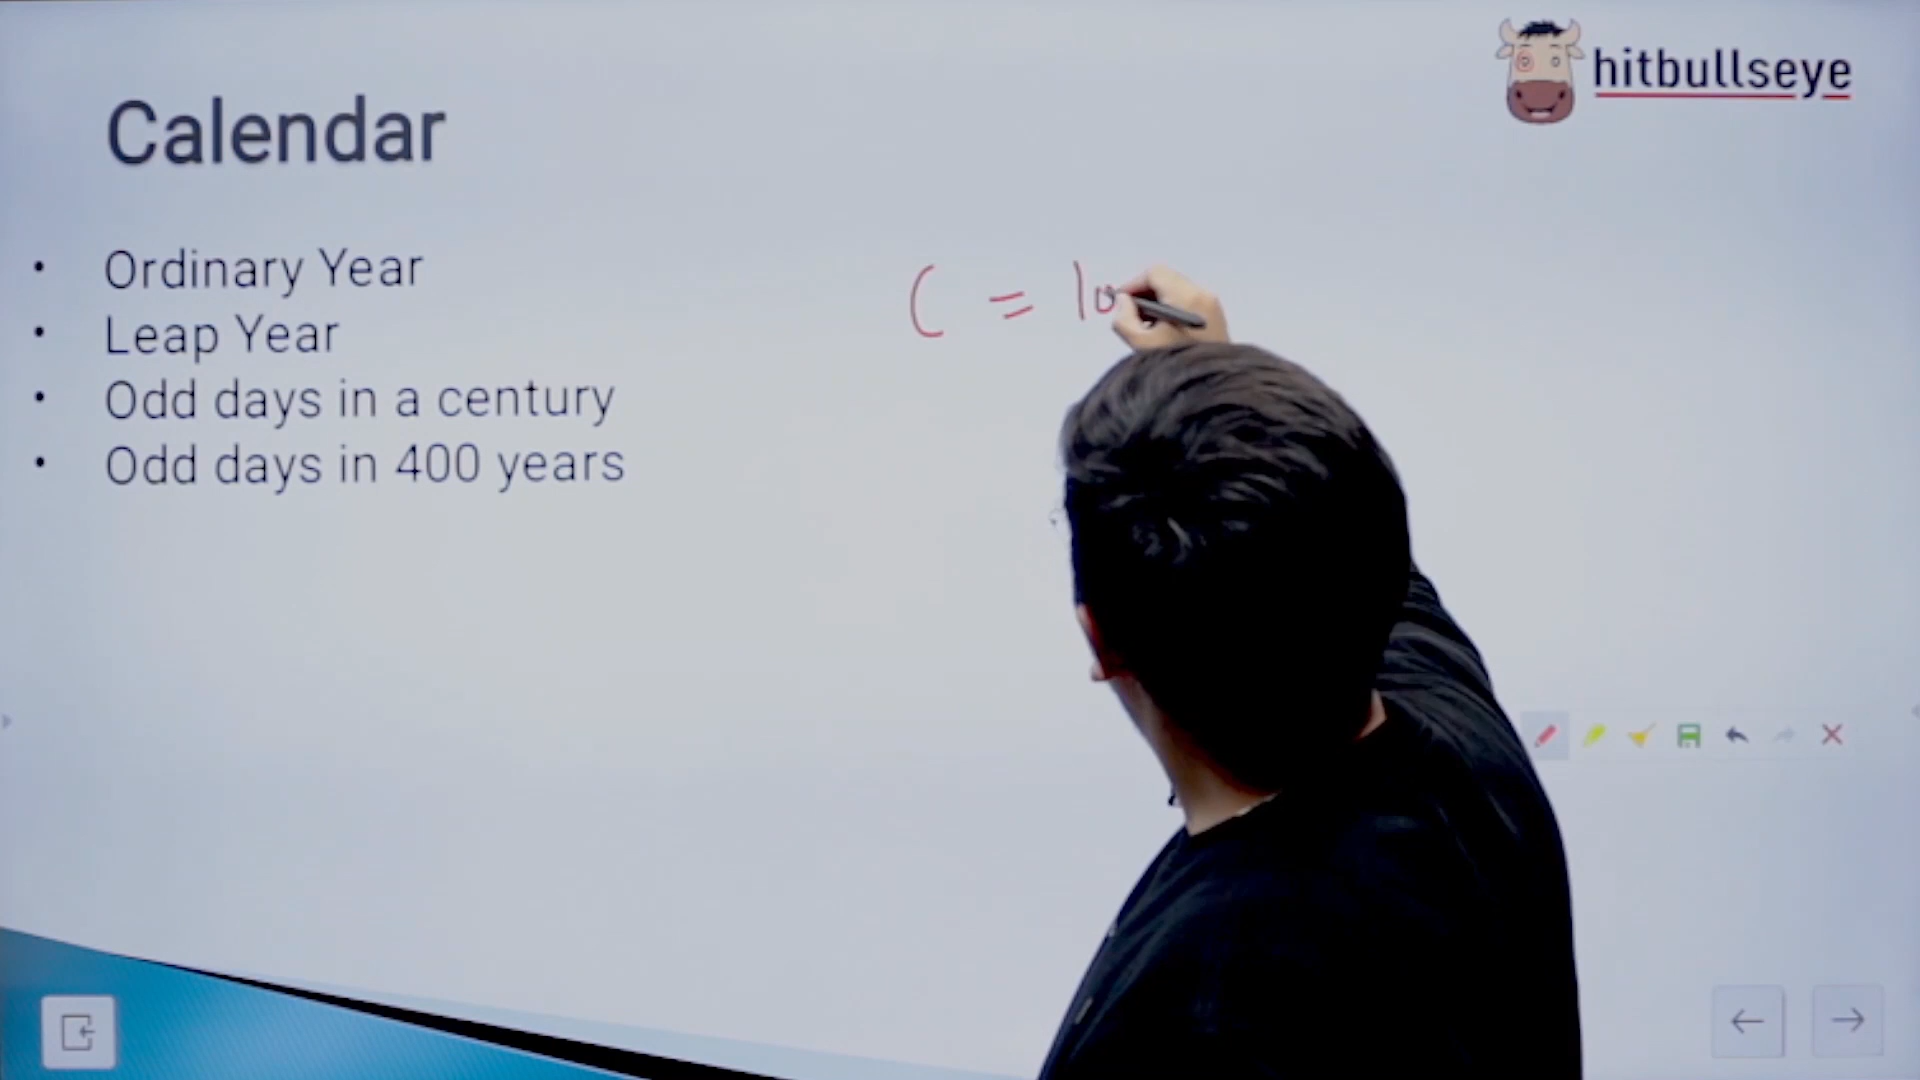 hitbullseye
Calendar
• Ordinary Year
• Leap Year
• Odd days in a century
• Odd days in 400 years
C = 10